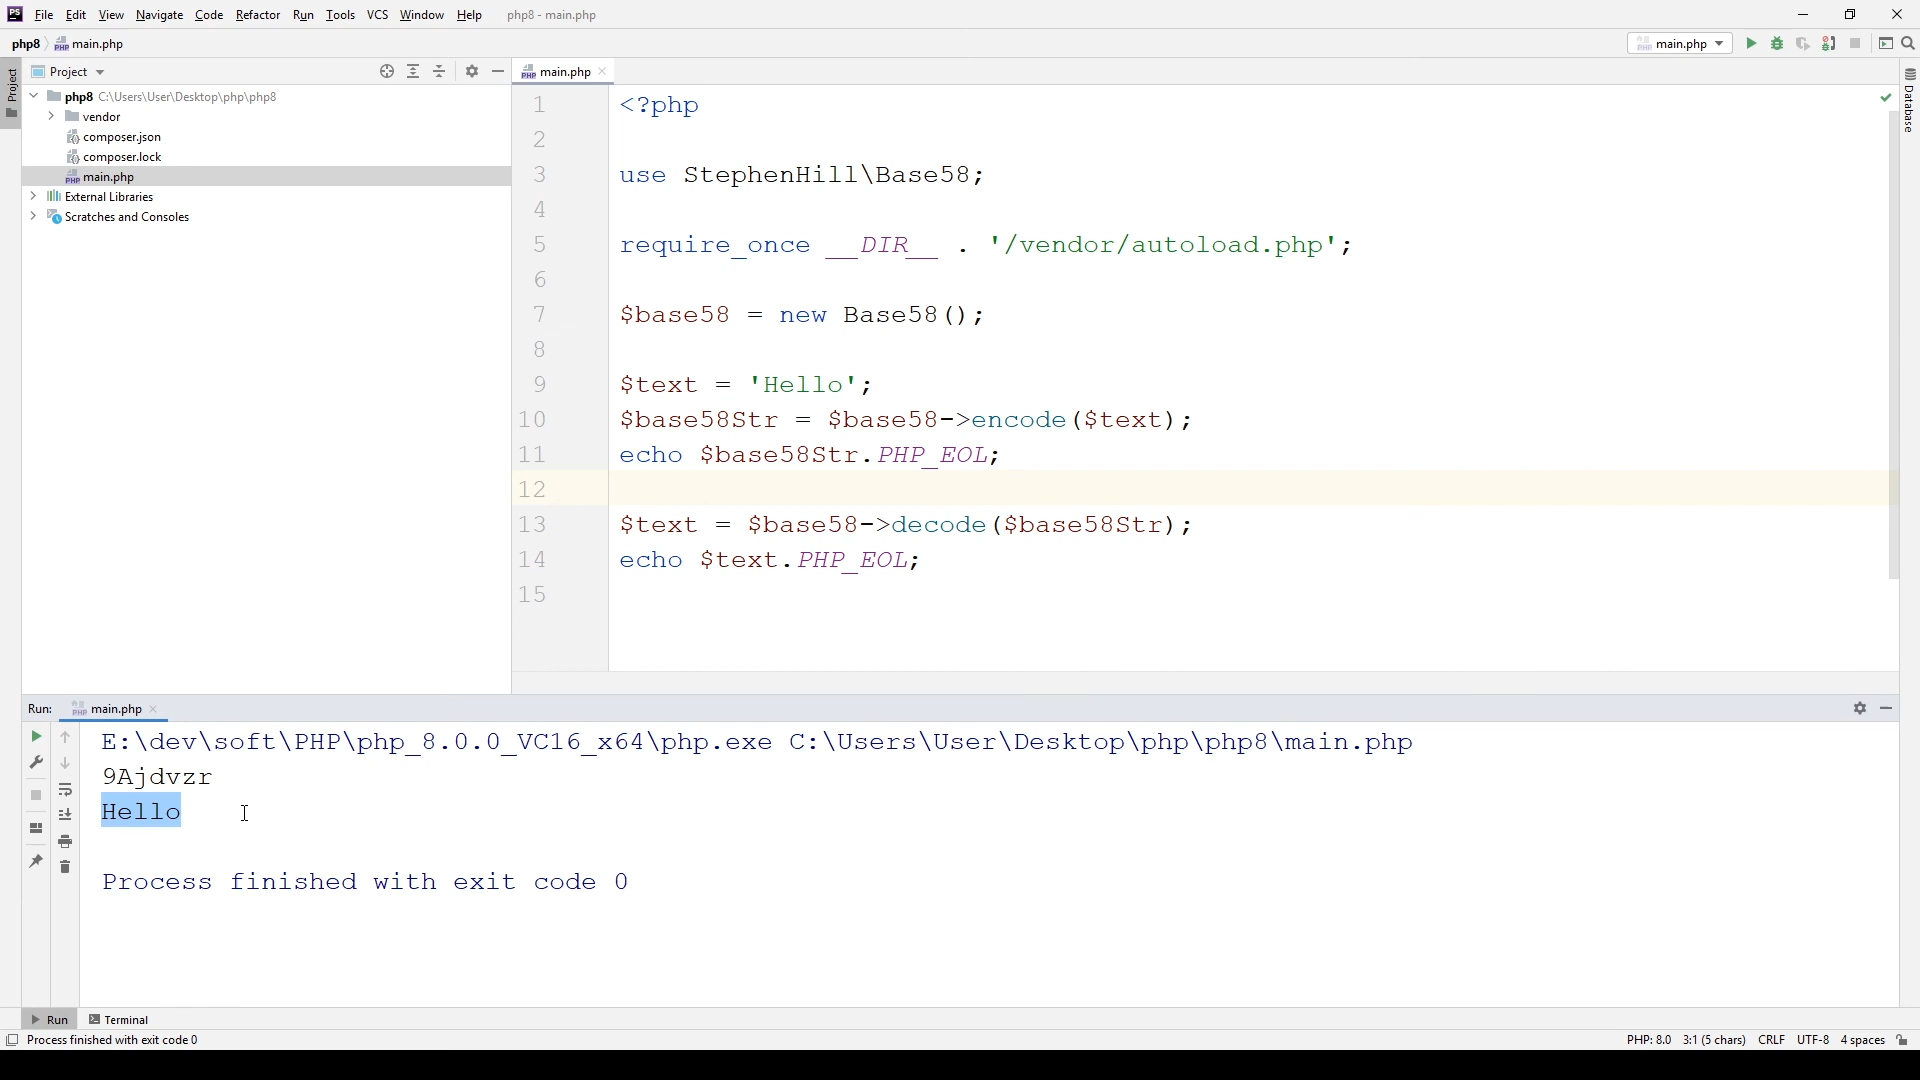 PS File Edit View Navigate Code Refactor Run Tools VCS Window Help php8 - main.php
php8 main.php
main.php
Project
Project
main.php
php8 C:\Users\User\Desktop\php\php8
vendor
composer.json
composer.lock
main.php
External Libraries
Scratches and Consoles
1 <?php
2
3 use StephenHill\Base58;
4
5 require_once __DIR__ . '/vendor/autoload.php';
6
7 $base58 = new Base58();
8
9 $text = 'Hello';
10 $base58Str = $base58->encode($text);
11 echo $base58Str.PHP_EOL;
12
13 $text = $base58->decode($base58Str);
14 echo $text.PHP_EOL;
15
Database
Run: main.php
E:\dev\soft\PHP\php_8.0.0_VC16_x64\php.exe C:\Users\User\Desktop\php\php8\main.php
9Ajdvzr
Hello
Process finished with exit code 0
Run Terminal
Process finished with exit code 0
PHP: 8.0 3:1 (5 chars) CRLF UTF-8 4 spaces